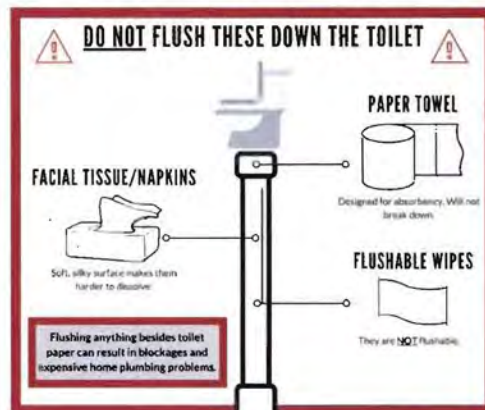 DO NOT FLUSH THESE DOWN THE TOILET
PAPER TOWEL
Designed for absorbency. Will not
break down.
FACIAL TISSUE/NAPKINS
Soft, silky surface makes them
harder to dissolve
FLUSHABLE WIPES
They are NOT flushable.
Flushing anything besides toilet
paper can result in blockages and
expensive home plumbing problems.